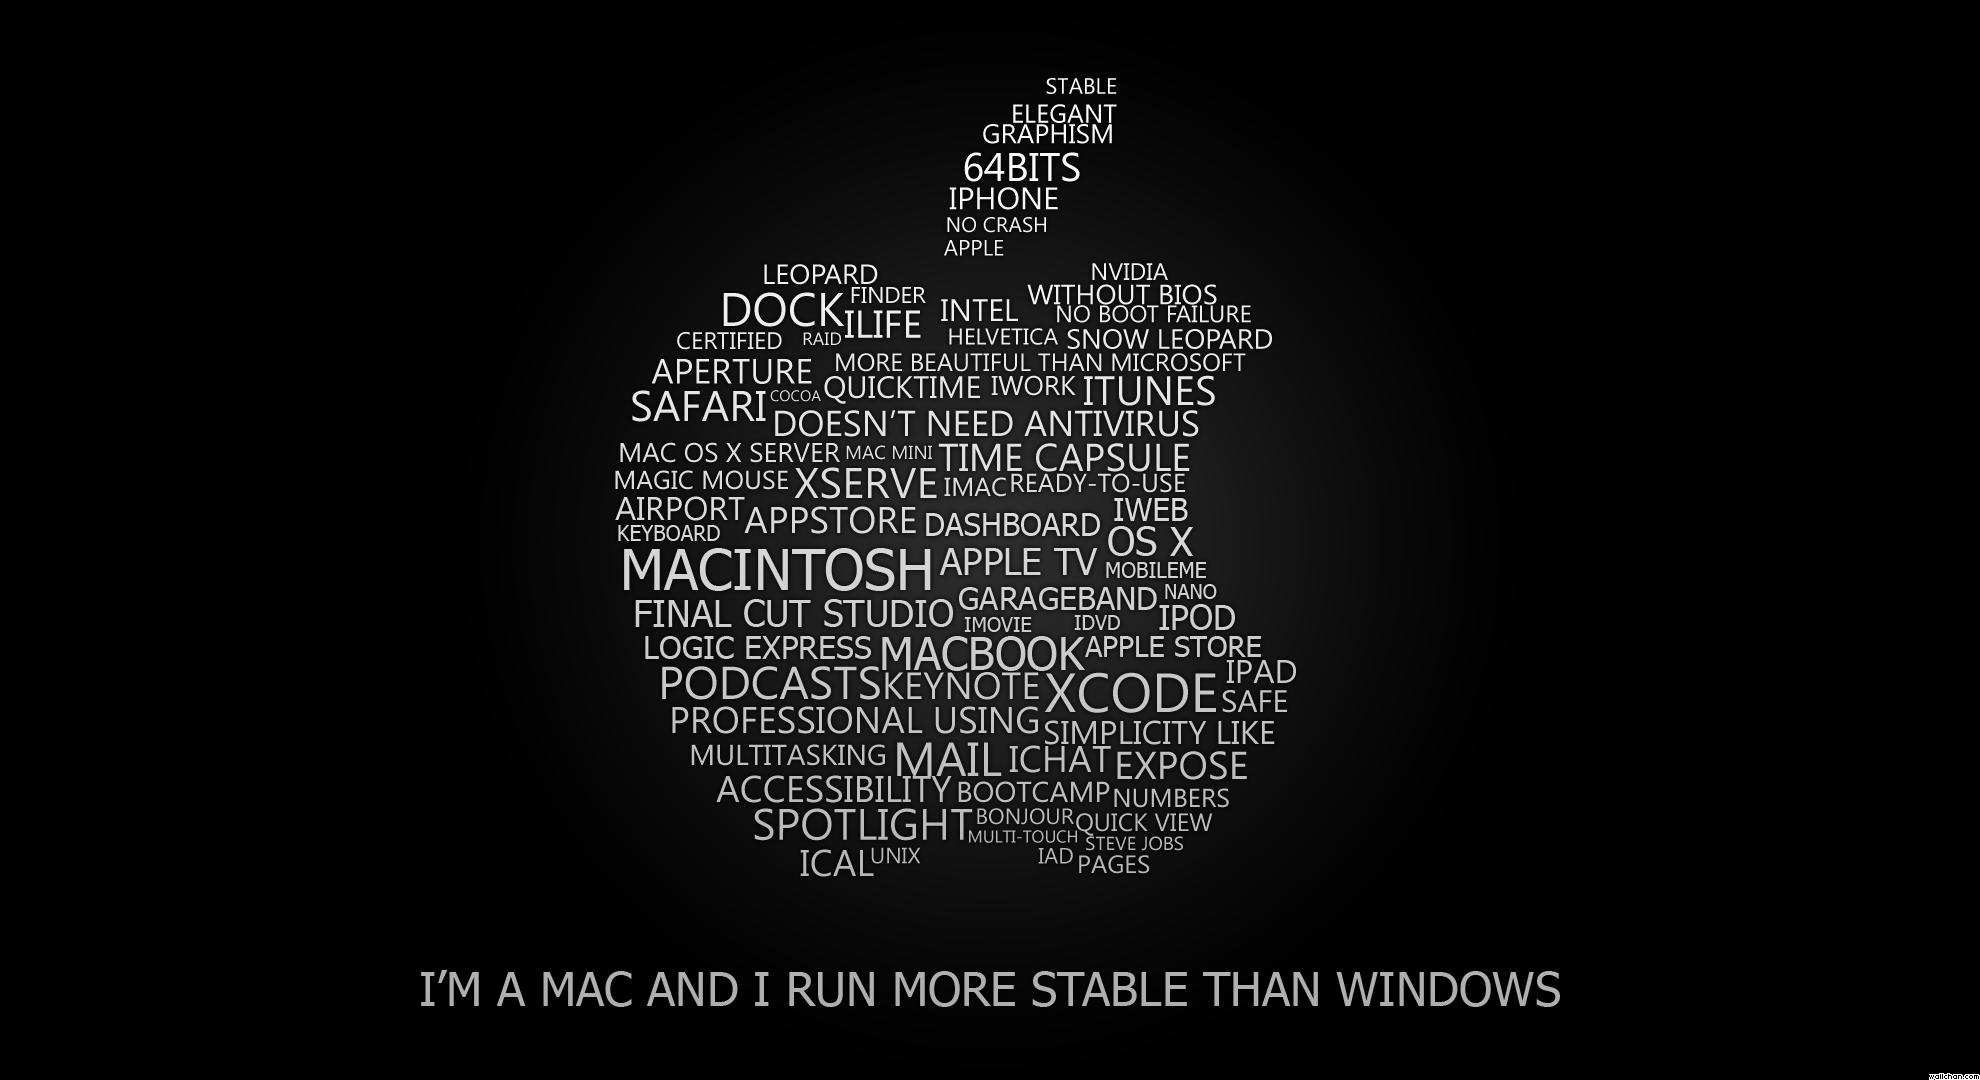 STABLE
ELEGANT
GRAPHISM
64BITS
IPHONE
NO CRASH
APPLE
LEOPARD NVIDIA
DOCK FINDER INTEL WITHOUT BIOS
ILIFE NO BOOT FAILURE
CERTIFIED RAID HELVETICA SNOW LEOPARD
APERTURE MORE BEAUTIFUL THAN MICROSOFT
SAFARI COCOA QUICKTIME IWORK ITUNES
DOESN'T NEED ANTIVIRUS
MAC OS X SERVER MAC MINI TIME CAPSULE
MAGIC MOUSE XSERVE IMAC READY-TO-USE
AIRPORT APPSTORE DASHBOARD IWEB
KEYBOARD OS X
MACINTOSH APPLE TV MOBILEME
FINAL CUT STUDIO GARAGEBAND NANO
IMOVIE IDVD IPOD
LOGIC EXPRESS MACBOOK APPLE STORE
PODCASTS KEYNOTE XCODE IPAD
SAFE
PROFESSIONAL USING SIMPLICITY LIKE
MULTITASKING MAIL ICHAT EXPOSE
ACCESSIBILITY BOOTCAMP NUMBERS
SPOTLIGHT BONJOUR QUICK VIEW
MULTI-TOUCH STEVE JOBS
ICAL UNIX IAD PAGES
I'M A MAC AND I RUN MORE STABLE THAN WINDOWS
wallchan.com